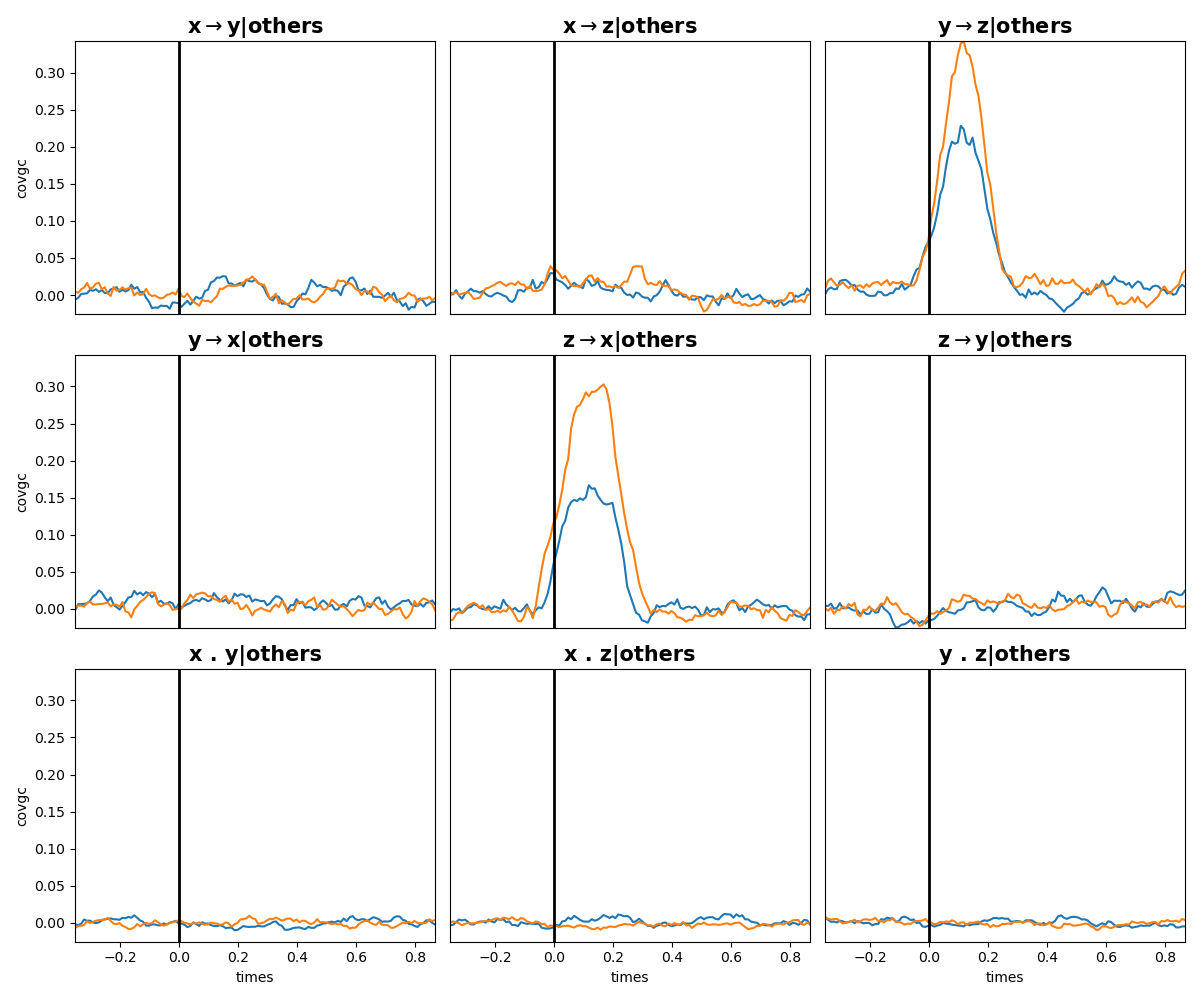 x→y|others
x→z|others
y→z|others
0.30
0.25
0.20
0.15
0.10
0.05
0.00
covgc
y→x|others
z→x|others
z→y|others
0.30
0.25
0.20
0.15
0.10
0.05
0.00
covgc
x . y|others
x . z|others
y . z|others
0.30
0.25
0.20
0.15
0.10
0.05
0.00
covgc
−0.2 0.0 0.2 0.4 0.6 0.8
−0.2 0.0 0.2 0.4 0.6 0.8
−0.2 0.0 0.2 0.4 0.6 0.8
times
times
times